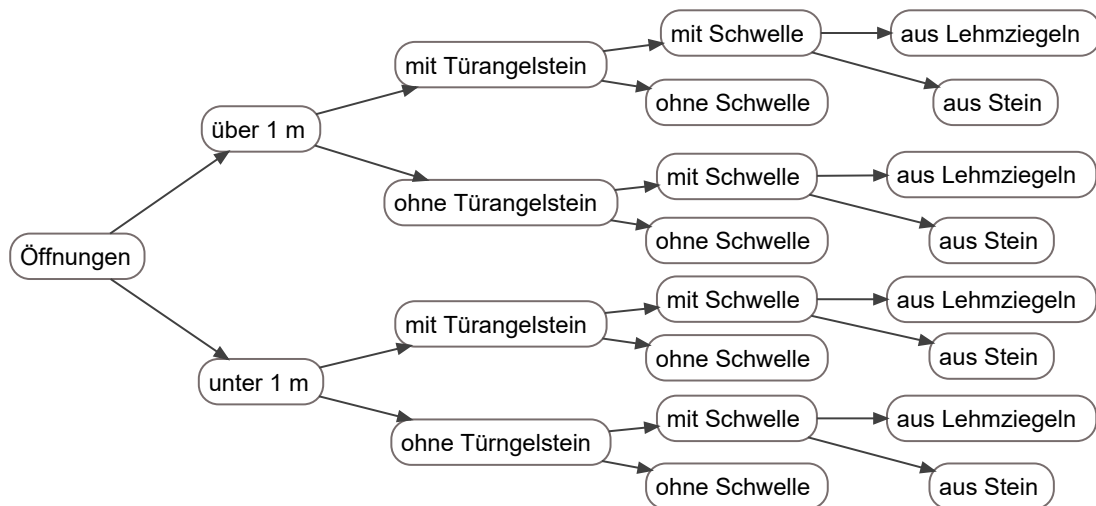 Öffnungen
über 1 m
mit Türangelstein
mit Schwelle
aus Lehmziegeln
aus Stein
ohne Schwelle
ohne Türangelstein
mit Schwelle
aus Lehmziegeln
aus Stein
ohne Schwelle
unter 1 m
mit Türangelstein
mit Schwelle
aus Lehmziegeln
aus Stein
ohne Schwelle
ohne Türngelstein
mit Schwelle
aus Lehmziegeln
aus Stein
ohne Schwelle